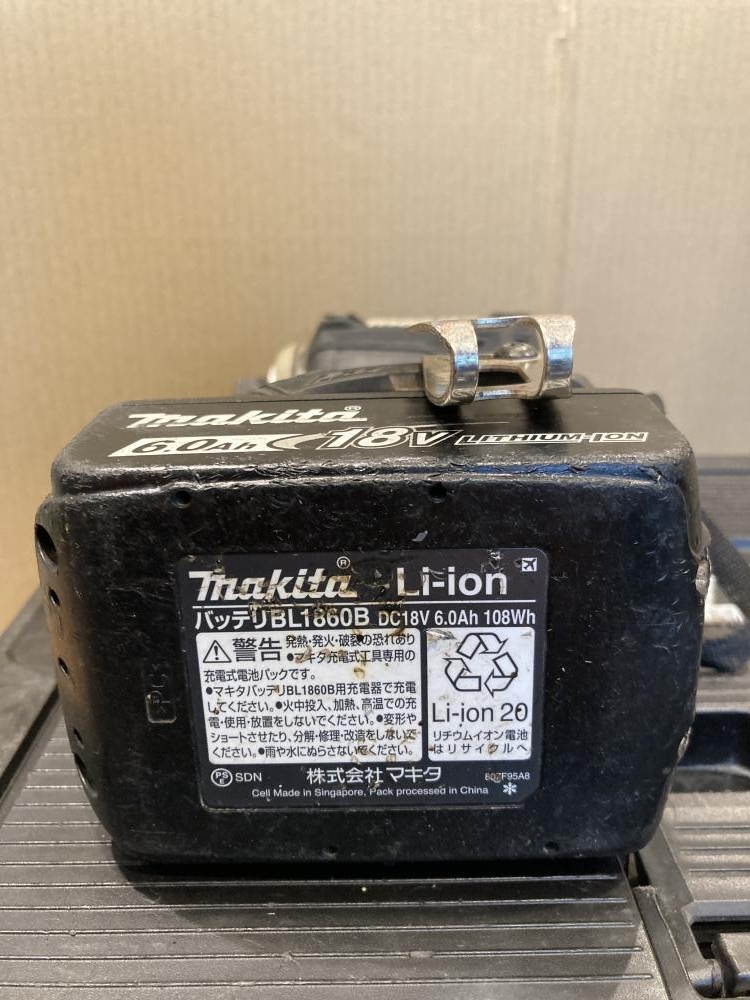 makita®
6.0Ah 18V LITHIUM-ION
makita® Li-ion
バッテリBL1860B DC18V 6.0Ah 108Wh
警告 発熱・発火・破裂の恐れあり
●マキタ充電式工具専用の
充電式電池パックです。
●マキタバッテリBL1860B用充電器で充電
してください。●火中投入、加熱、高温での充
電・使用・放置をしないでください。●変形や
ショートさせたり、分解・修理・改造をしないで
ください。●雨や水にぬらさないでください。
Li-ion 20
リチウムイオン電池
はリサイクルへ
PSE SDN 株式会社マキタ
Cell Made in Singapore, Pack processed in China